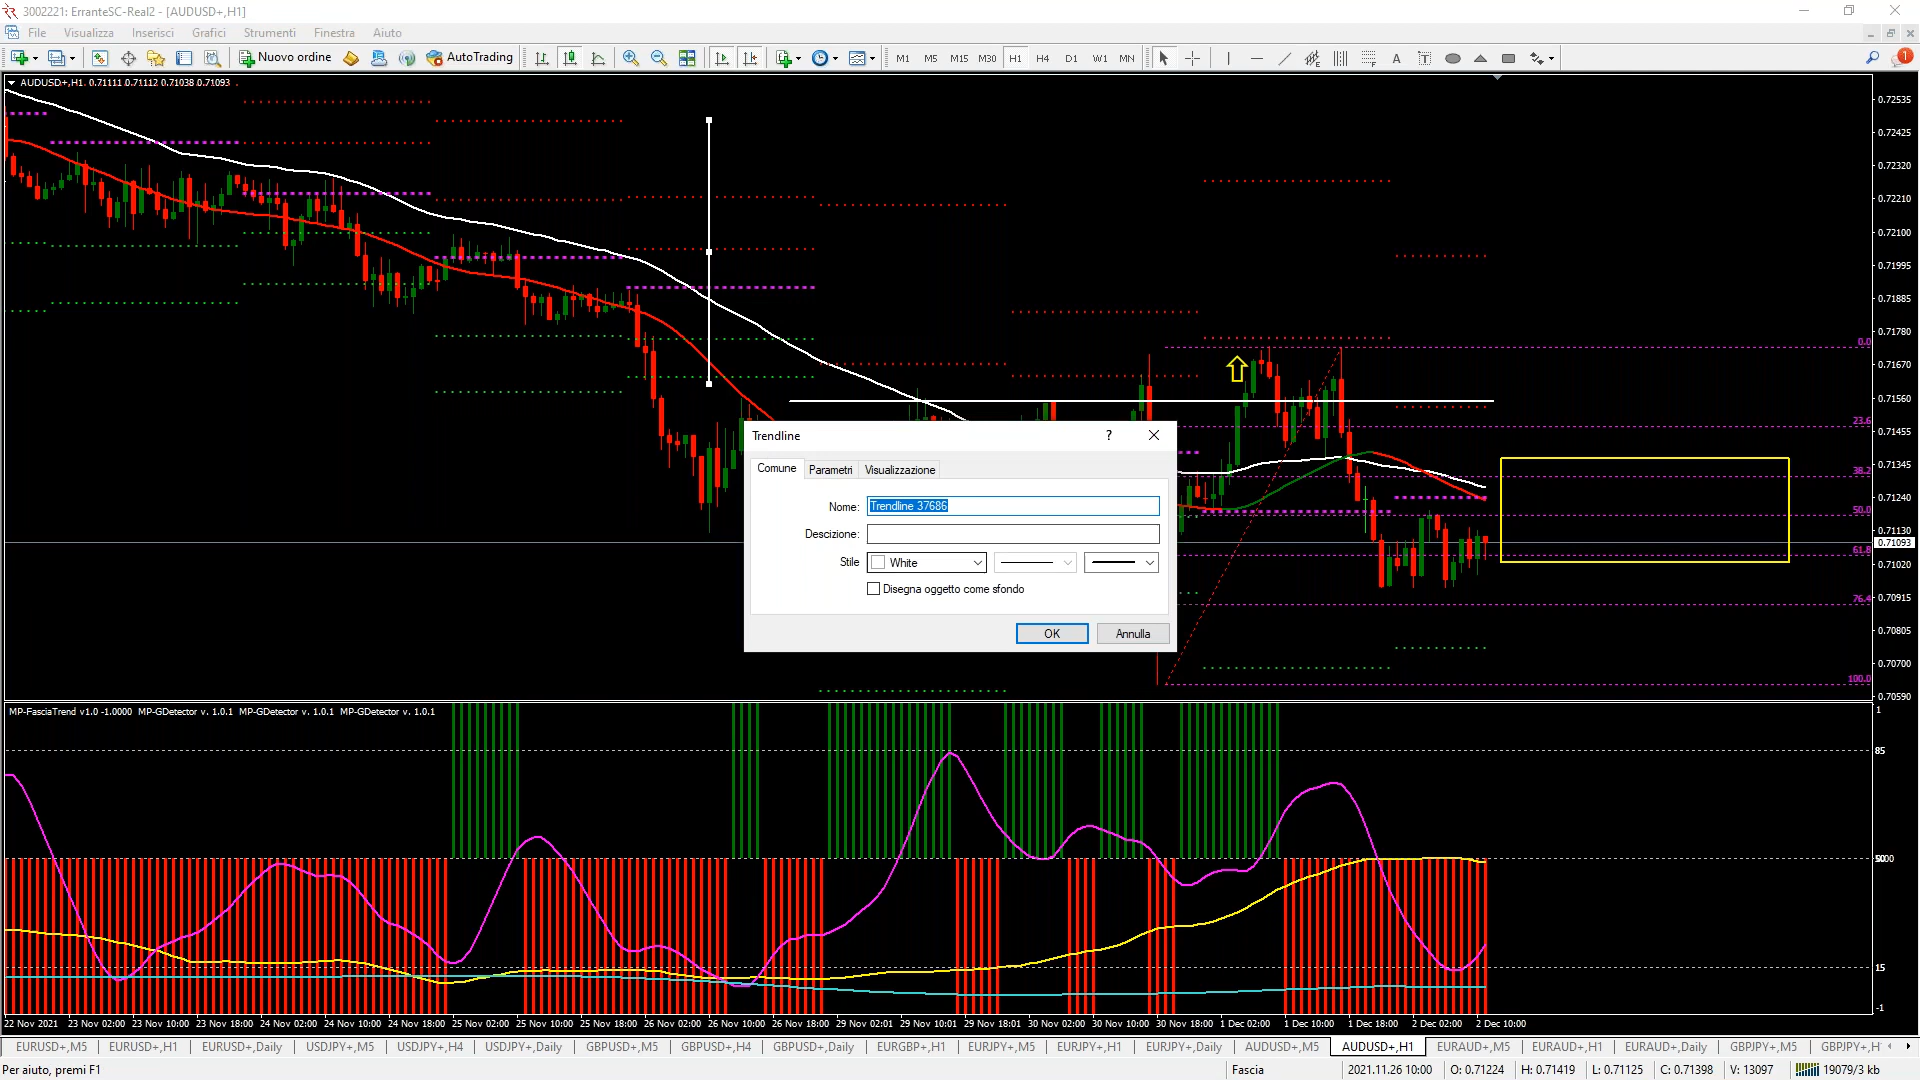 3002221: ErranteSC-Real2 - [AUDUSD+,H1]
File Visualizza Inserisci Grafici Strumenti Finestra Aiuto
Nuovo ordine AutoTrading M1 M5 M15 M30 H1 H4 D1 W1 MN A T 1
AUDUSD+,H1 0.71111 0.71112 0.71038 0.71093
0.72535
0.72425
0.72320
0.72210
0.72100
0.71995
0.71885
0.71780
0.0
0.71670
0.71560
23.6
0.71455
0.71345
38.2
0.71240
50.0
0.71130
0.71093
61.8
0.71020
76.4
0.70915
0.70805
0.70700
100.0
0.70590
Trendline ?
Comune Parametri Visualizzazione
Nome: Trendline 37686
Descizione:
Stile White
Disegna oggetto come sfondo
OK Annulla
MP-FasciaTrend v1.0 -1.0000 MP-GDetector v. 1.0.1 MP-GDetector v. 1.0.1 MP-GDetector v. 1.0.1
1
85
15
-1
22 Nov 2021 23 Nov 02:00 23 Nov 10:00 23 Nov 18:00 24 Nov 02:00 24 Nov 10:00 24 Nov 18:00 25 Nov 02:00 25 Nov 10:00 25 Nov 18:00 26 Nov 02:00 26 Nov 10:00 26 Nov 18:00 29 Nov 02:01 29 Nov 10:01 29 Nov 18:01 30 Nov 02:00 30 Nov 10:00 30 Nov 18:00 1 Dec 02:00 1 Dec 10:00 1 Dec 18:00 2 Dec 02:00 2 Dec 10:00
EURUSD+,M5 EURUSD+,H1 EURUSD+,Daily USDJPY+,M5 USDJPY+,H4 USDJPY+,Daily GBPUSD+,M5 GBPUSD+,H4 GBPUSD+,Daily EURGBP+,H1 EURJPY+,M5 EURJPY+,H1 EURJPY+,Daily AUDUSD+,M5 AUDUSD+,H1 EURAUD+,M5 EURAUD+,H1 EURAUD+,Daily GBPJPY+,M5 GBPJPY+,H
Per aiuto, premi F1 Fascia 2021.11.26 10:00 O: 0.71224 H: 0.71419 L: 0.71125 C: 0.71398 V: 13097 19079/3 kb